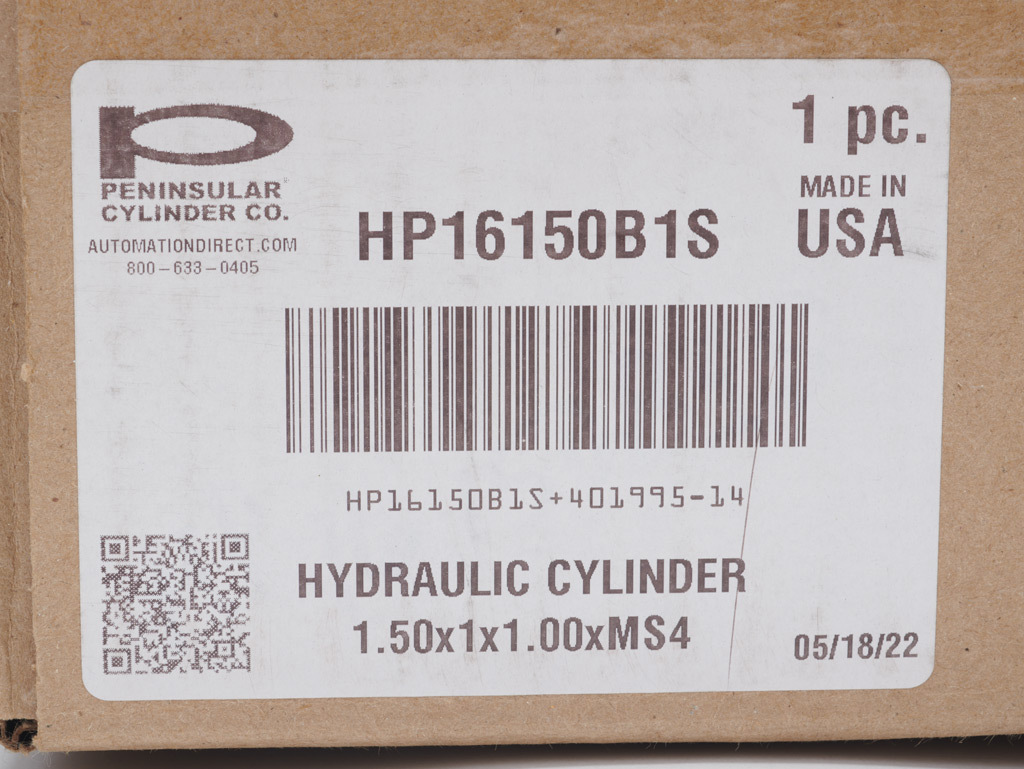 PENINSULAR
CYLINDER CO.
AUTOMATIONDIRECT.COM
800-633-0405
HP16150B1S
1 pc.
MADE IN
USA
HP16150B1S+401995-14
HYDRAULIC CYLINDER
1.50x1x1.00xMS4
05/18/22